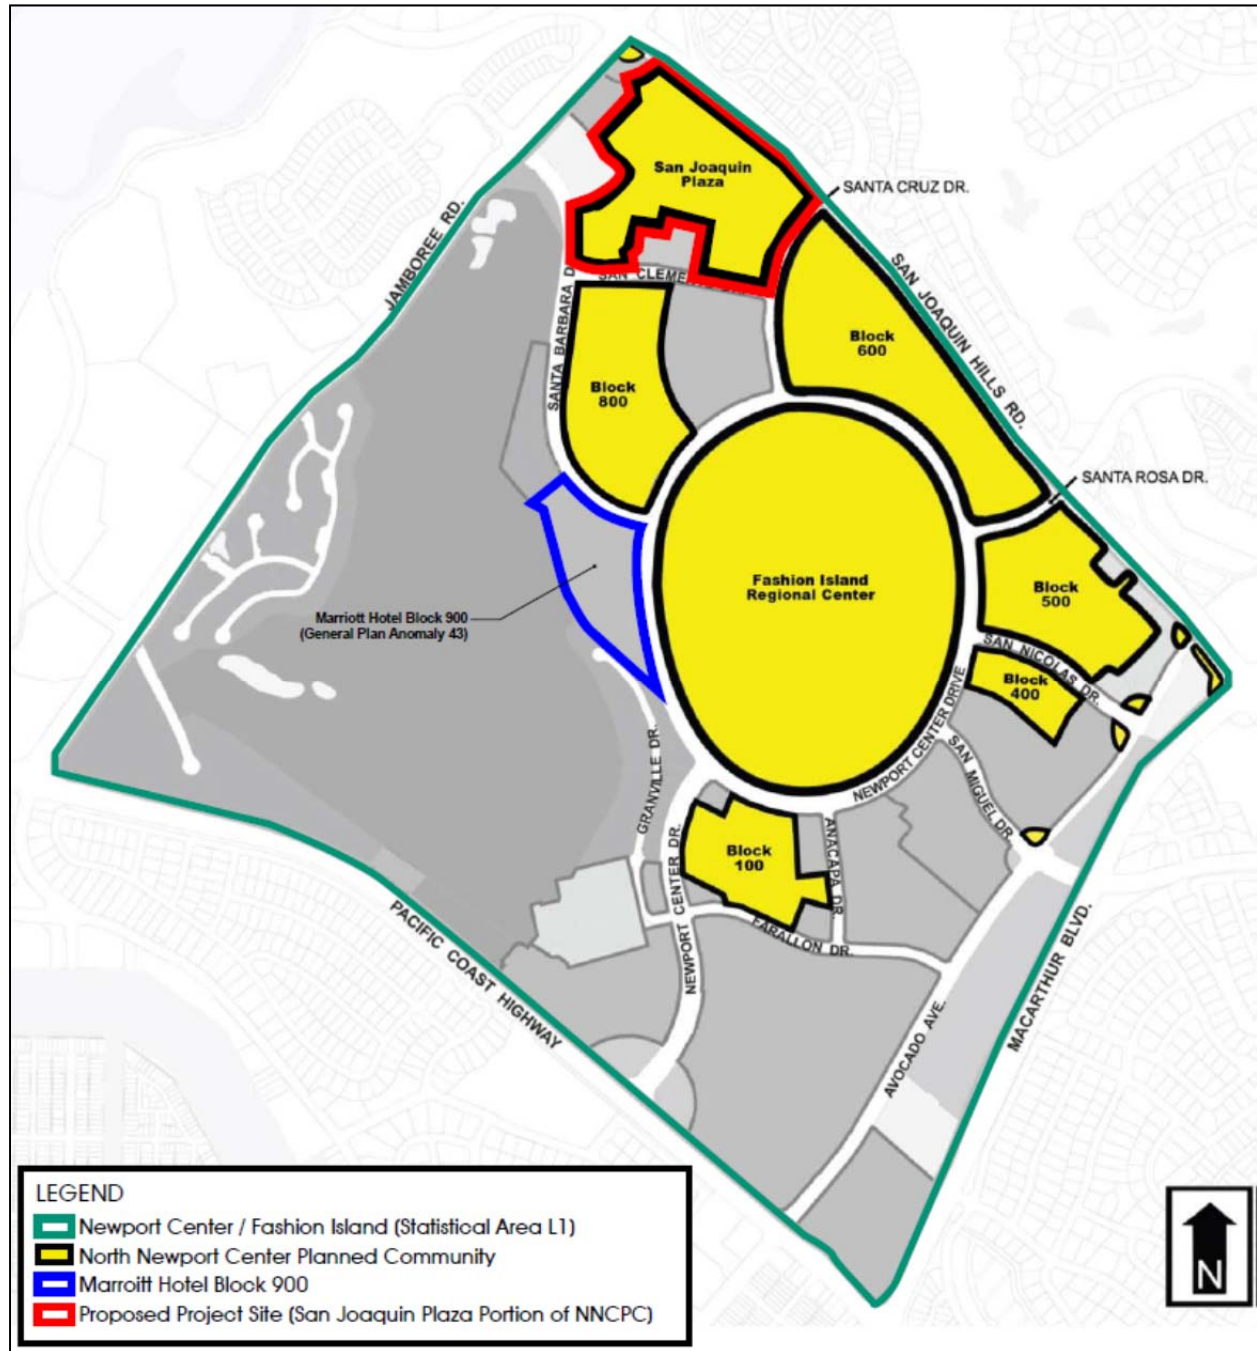 San Joaquin
Plaza
SANTA CRUZ DR.
JAMBOREE RD.
SAN CLEMENTE
SANTA BARBARA D
SAN JOAQUIN HILLS RD.
Block
600
Block
800
SANTA ROSA DR.
Fashion Island
Regional Center
Block
500
Marriott Hotel Block 900
(General Plan Anomaly 43)
SAN NICOLAS DR.
Block
400
NEWPORT CENTER DRIVE
SAN MIGUEL DR.
GRANVILLE DR.
ANACAPA DR.
Block
100
NEWPORT CENTER DR.
FARALLON DR.
PACIFIC COAST HIGHWAY
MACARTHUR BLVD.
AVOCADO AVE.
LEGEND
Newport Center / Fashion Island (Statistical Area L1)
North Newport Center Planned Community
Marroitt Hotel Block 900
Proposed Project Site (San Joaquin Plaza Portion of NNCPC)
N